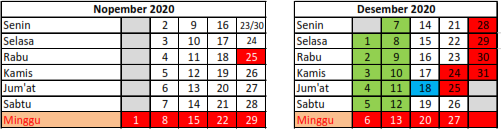 Nopember 2020 Desember 2020
Senin 2 9 16 23/30 Senin 7 14 21 28
Selasa 3 10 17 24 Selasa 1 8 15 22 29
Rabu 4 11 18 25 Rabu 2 9 16 23 30
Kamis 5 12 19 26 Kamis 3 10 17 24 31
Jum'at 6 13 20 27 Jum'at 4 11 18 25
Sabtu 7 14 21 28 Sabtu 5 12 19 26
Minggu 1 8 15 22 29 Minggu 6 13 20 27